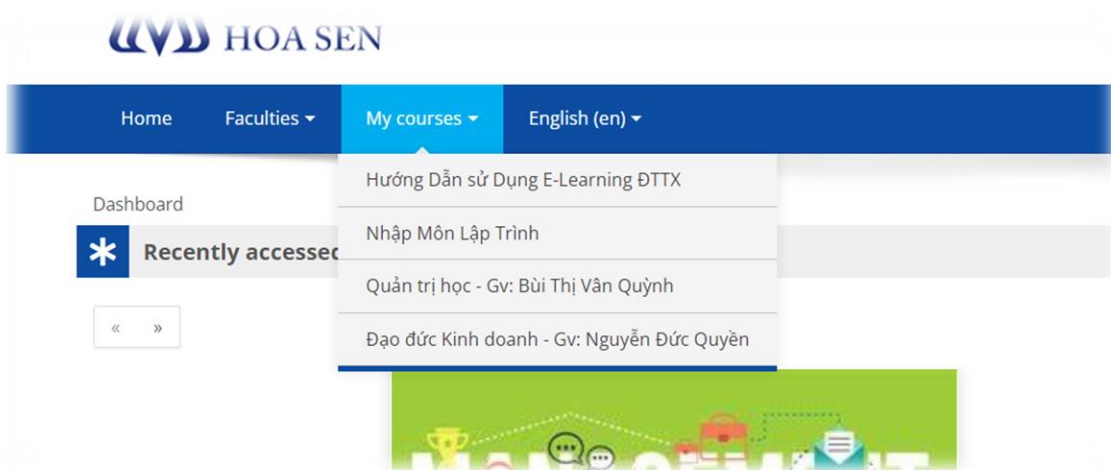 HOA SEN
Home Faculties My courses English (en)
Hướng Dẫn sử Dụng E-Learning ĐTTX
Dashboard
Nhập Môn Lập Trình
Recently accessed
Quản trị học - Gv: Bùi Thị Vân Quỳnh
« »
Đạo đức Kinh doanh - Gv: Nguyễn Đức Quyền